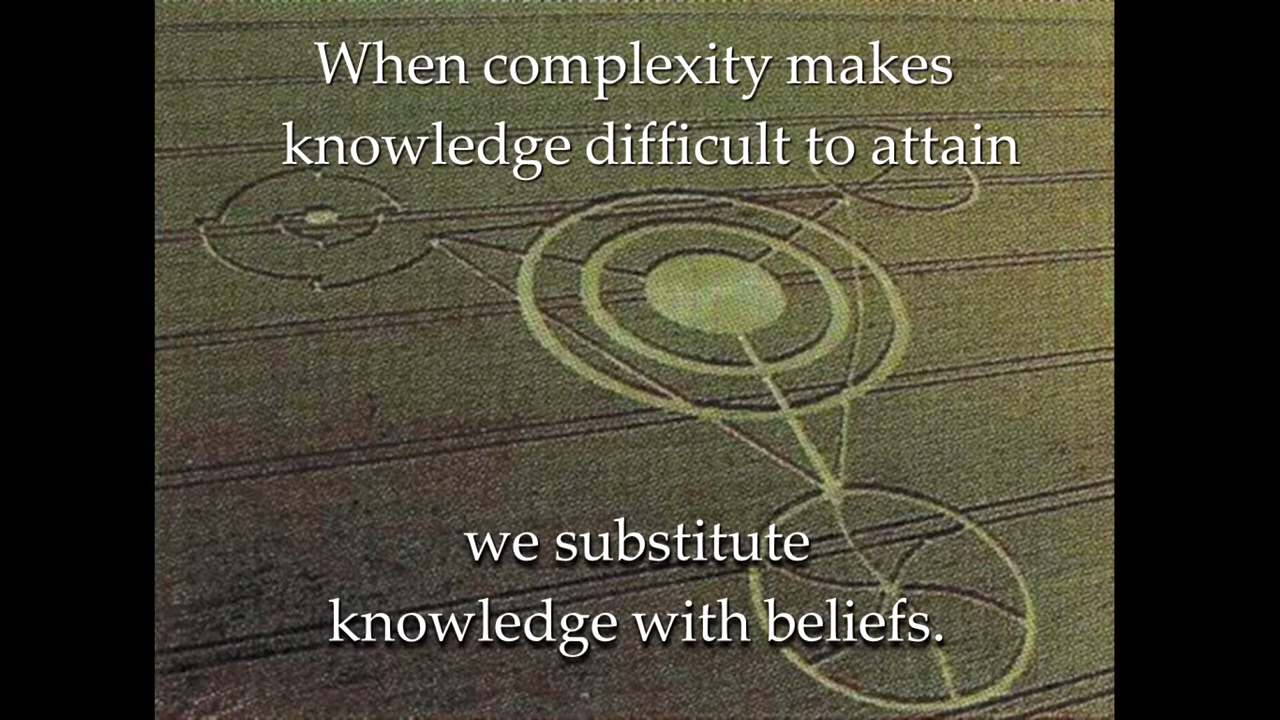 When complexity makes
knowledge difficult to attain
we substitute
knowledge with beliefs.